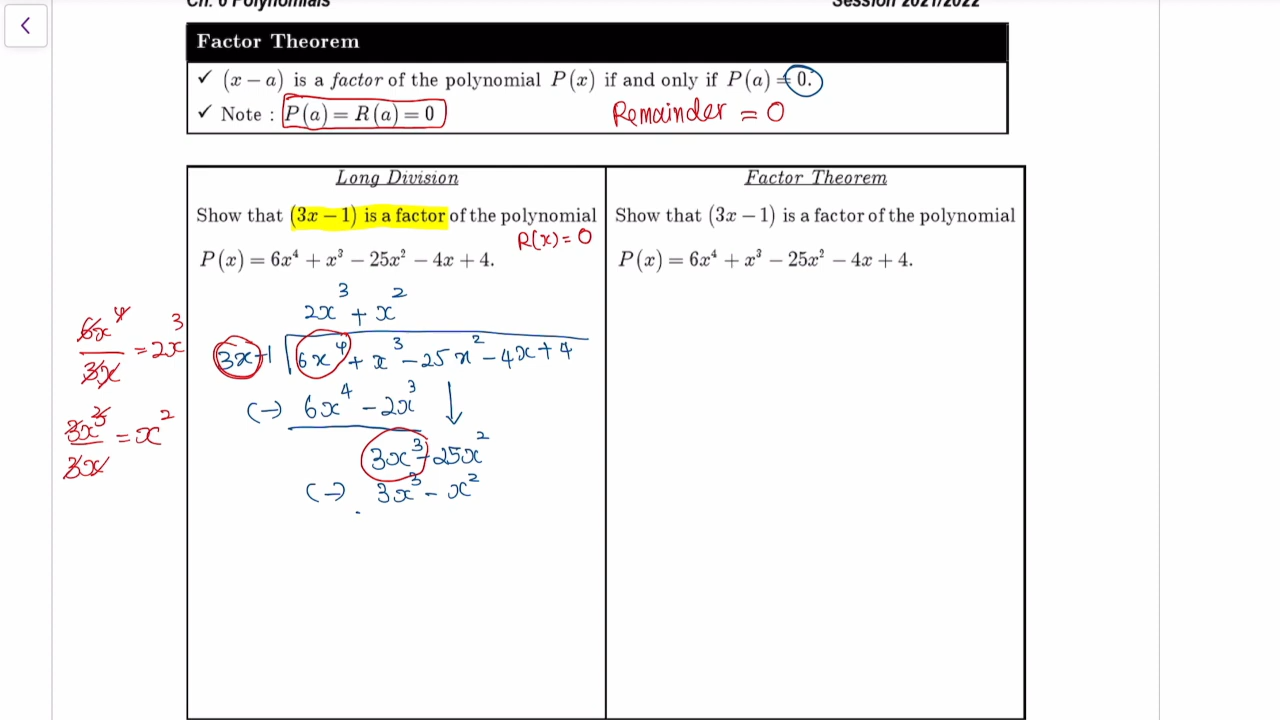 Ch. 6 Polynomials Session 2021/2022
Factor Theorem
✓ (x − a) is a factor of the polynomial P(x) if and only if P(a) = 0.
✓ Note : P(a) = R(a) = 0 Remainder = 0
Long Division
Show that (3x − 1) is a factor of the polynomial
R(x) = 0
P(x) = 6x⁴ + x³ − 25x² − 4x + 4.
2x³ + x²
3x-1 6x⁴ + x³ − 25x² − 4x + 4
(−) 6x⁴ − 2x³
3x³ − 25x²
(−) 3x³ − x²
6x⁴
3x
= 2x³
3x³
3x
= x²
Factor Theorem
Show that (3x − 1) is a factor of the polynomial
P(x) = 6x⁴ + x³ − 25x² − 4x + 4.